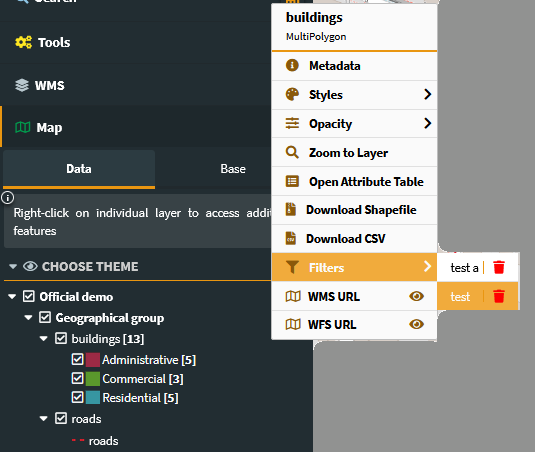 Search
Tools
WMS
Map
Data
Base
Right-click on individual layer to access addi
features
CHOOSE THEME
Official demo
Geographical group
buildings [13]
Administrative [5]
Commercial [3]
Residential [5]
roads
roads
buildings
MultiPolygon
Metadata
Styles
Opacity
Zoom to Layer
Open Attribute Table
Download Shapefile
Download CSV
Filters
WMS URL
WFS URL
test a
test